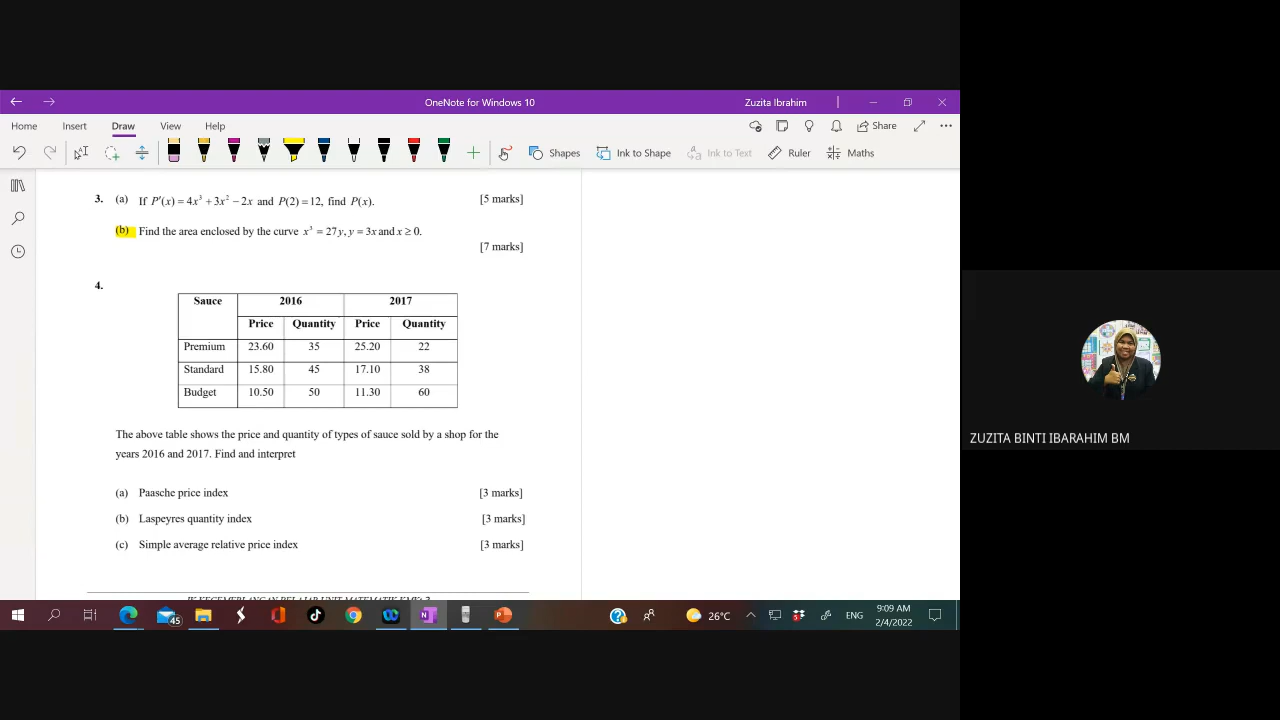 OneNote for Windows 10
Zuzita Ibrahim
Home Insert Draw View Help
Share
Shapes Ink to Shape Ink to Text Ruler Maths
3. (a) If P'(x) = 4x³ + 3x² − 2x and P(2) = 12, find P(x). [5 marks]
(b) Find the area enclosed by the curve x³ = 27y, y = 3x and x ≥ 0.
[7 marks]
4.
Sauce 2016 2017
Price Quantity Price Quantity
Premium 23.60 35 25.20 22
Standard 15.80 45 17.10 38
Budget 10.50 50 11.30 60
The above table shows the price and quantity of types of sauce sold by a shop for the
years 2016 and 2017. Find and interpret
(a) Paasche price index [3 marks]
(b) Laspeyres quantity index [3 marks]
(c) Simple average relative price index [3 marks]
ZUZITA BINTI IBARAHIM BM
45
26°C
5
ENG
9:09 AM
2/4/2022